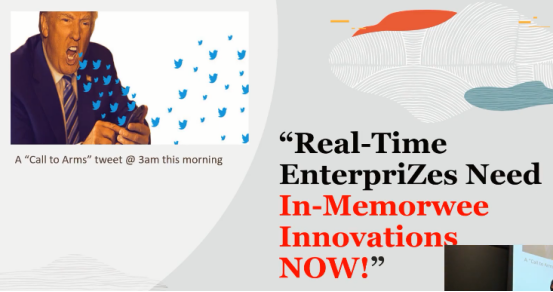 A “Call to Arms” tweet @ 3am this morning
“Real-Time
EnterpriZes Need
In-Memorwee
Innovations
NOW!”